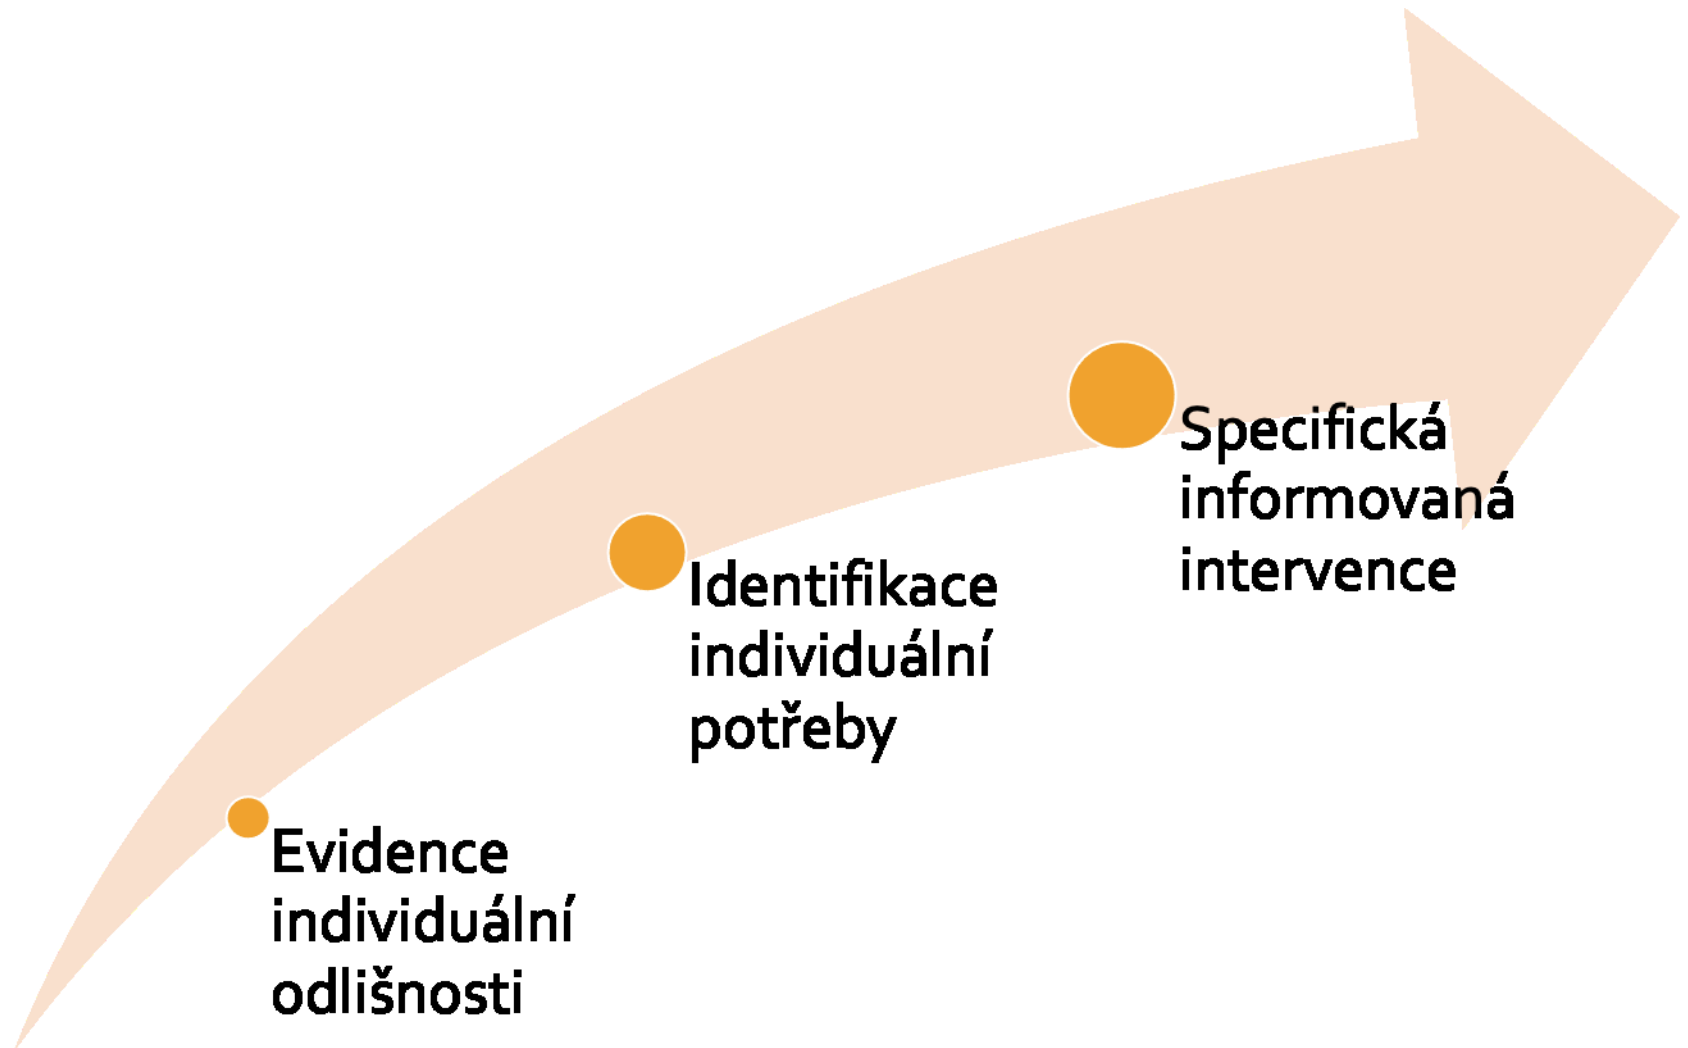 Specifická
informovaná
intervence
Identifikace
individuální
potřeby
Evidence
individuální
odlišnosti